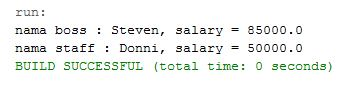 run:
nama boss : Steven, salary = 85000.0
nama staff : Donni, salary = 50000.0
BUILD SUCCESSFUL (total time: 0 seconds)